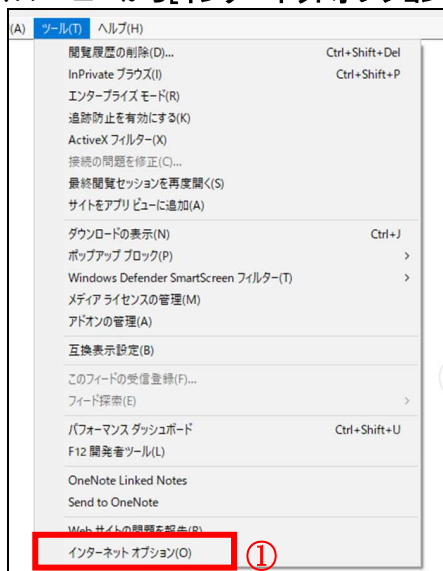 (A) ツール(T) ヘルプ(H)
閲覧履歴の削除(D)... Ctrl+Shift+Del
InPrivate ブラウズ(I) Ctrl+Shift+P
エンタープライズ モード(R)
追跡防止を有効にする(K)
ActiveX フィルター(X)
接続の問題を修正(C)...
最終閲覧セッションを再度開く(S)
サイトをアプリ ビューに追加(A)
ダウンロードの表示(N) Ctrl+J
ポップアップ ブロック(P)
Windows Defender SmartScreen フィルター(T)
メディア ライセンスの管理(M)
アドオンの管理(A)
互換表示設定(B)
このフィードの受信登録(F)...
フィード探索(E)
パフォーマンス ダッシュボード Ctrl+Shift+U
F12 開発者ツール(L)
OneNote Linked Notes
Send to OneNote
Web サイトの問題を報告(R)
インターネット オプション(O) ①